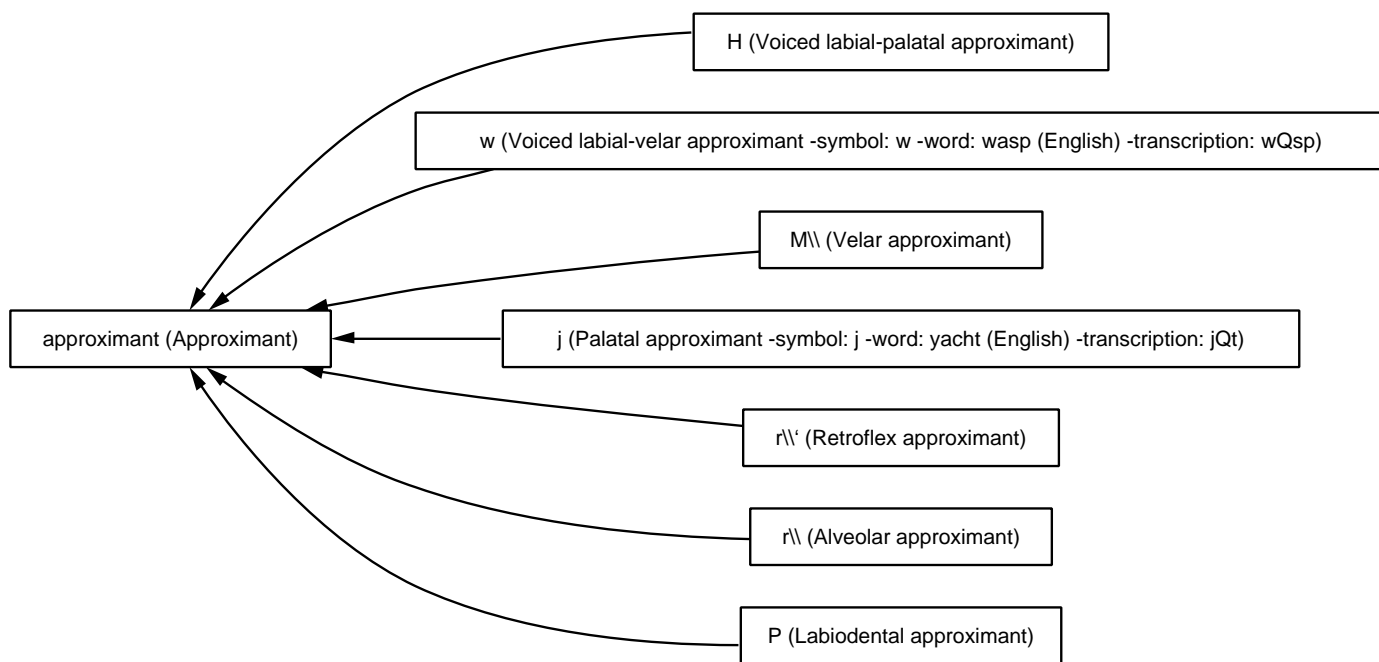 H (Voiced labial-palatal approximant)
w (Voiced labial-velar approximant -symbol: w -word: wasp (English) -transcription: wQsp)
M\\ (Velar approximant)
approximant (Approximant)
j (Palatal approximant -symbol: j -word: yacht (English) -transcription: jQt)
r\\‘ (Retroflex approximant)
r\\ (Alveolar approximant)
P (Labiodental approximant)